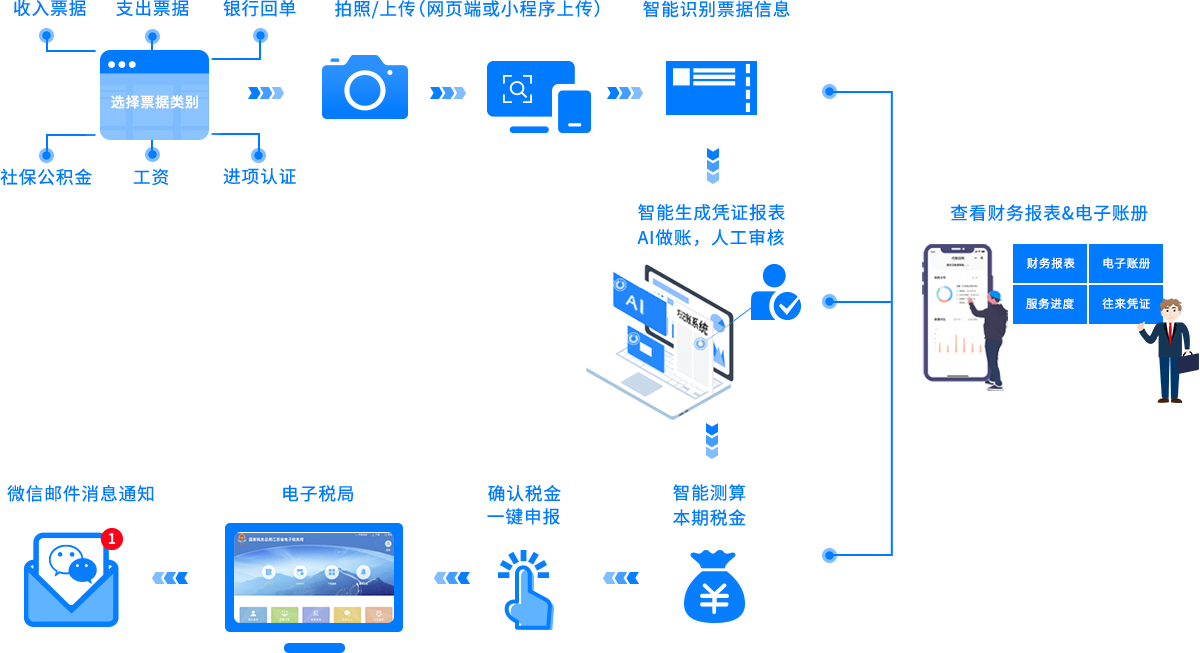 收入票据
支出票据
银行回单
拍照/上传（网页端或小程序上传）
智能识别票据信息
选择票据类别
社保公积金
工资
进项认证
智能生成凭证报表
AI做账，人工审核
查看财务报表&电子账册
财务报表
电子账册
服务进度
往来凭证
AI
微信邮件消息通知
电子税局
确认税金
一键申报
智能测算
本期税金
1
¥